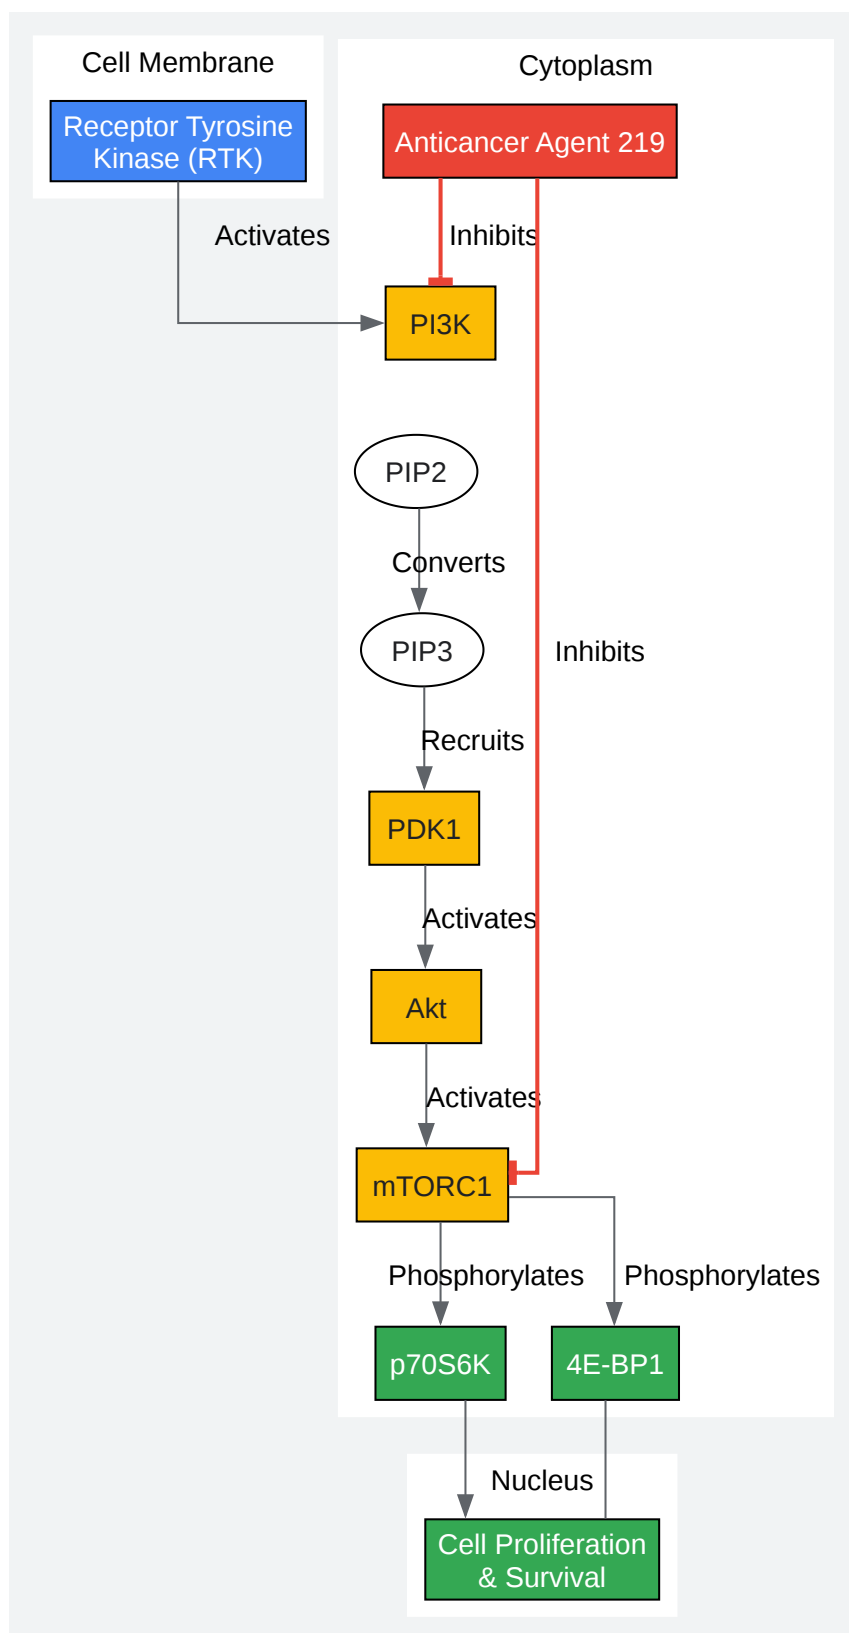 Cell Membrane
Cytoplasm
Receptor Tyrosine
Kinase (RTK)
Anticancer Agent 219
Activates
Inhibits
PI3K
PIP2
Converts
PIP3
Inhibits
Recruits
PDK1
Activates
Akt
Activates
mTORC1
Phosphorylates
Phosphorylates
p70S6K
4E-BP1
Nucleus
Cell Proliferation
& Survival